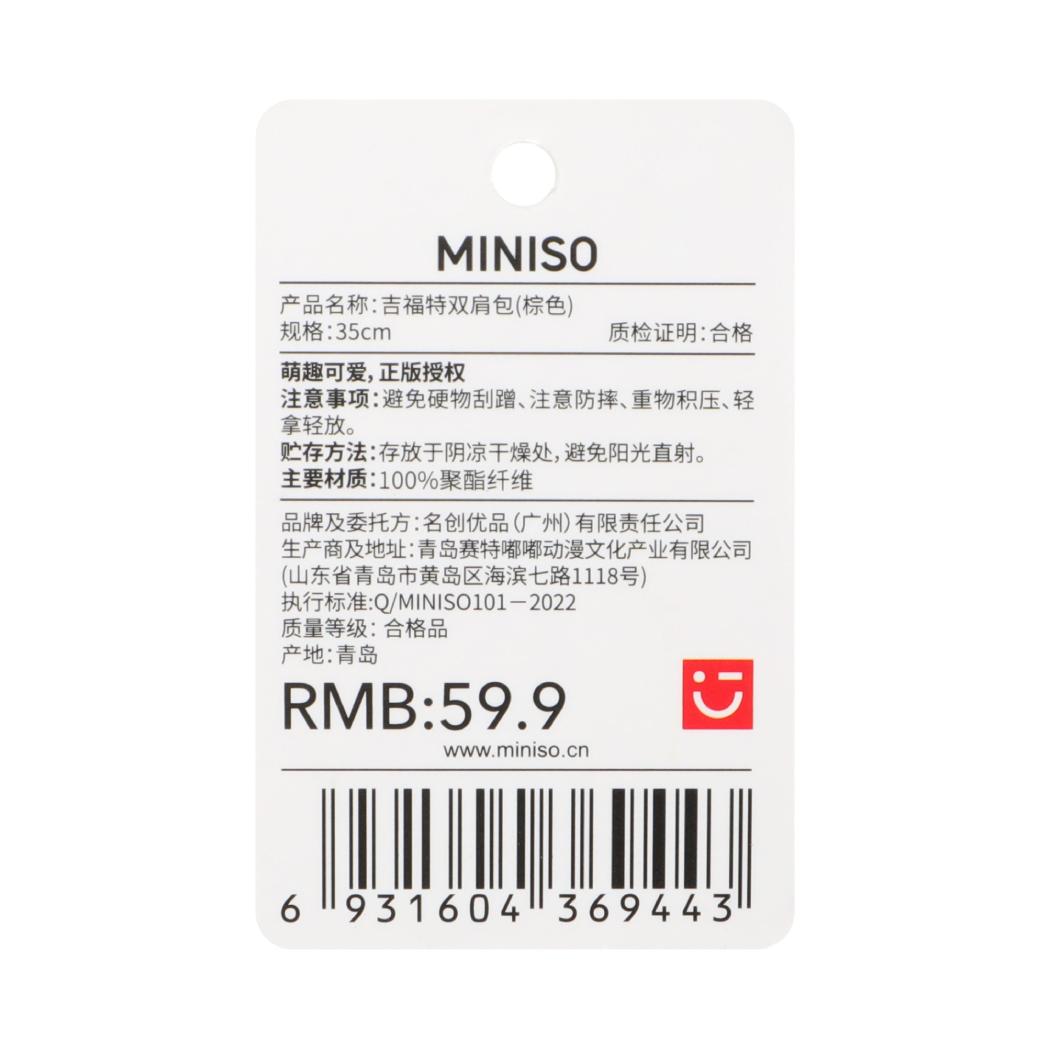 MINISO
产品名称:吉福特双肩包(棕色)
规格:35cm 质检证明:合格
萌趣可爱,正版授权
注意事项:避免硬物刮蹭、注意防摔、重物积压、轻
拿轻放。
贮存方法:存放于阴凉干燥处,避免阳光直射。
主要材质:100%聚酯纤维
品牌及委托方:名创优品(广州)有限责任公司
生产商及地址:青岛赛特嘟嘟动漫文化产业有限公司
(山东省青岛市黄岛区海滨七路1118号)
执行标准:Q/MINISO101-2022
质量等级: 合格品
产地:青岛
RMB:59.9
www.miniso.cn
6 931604 369443